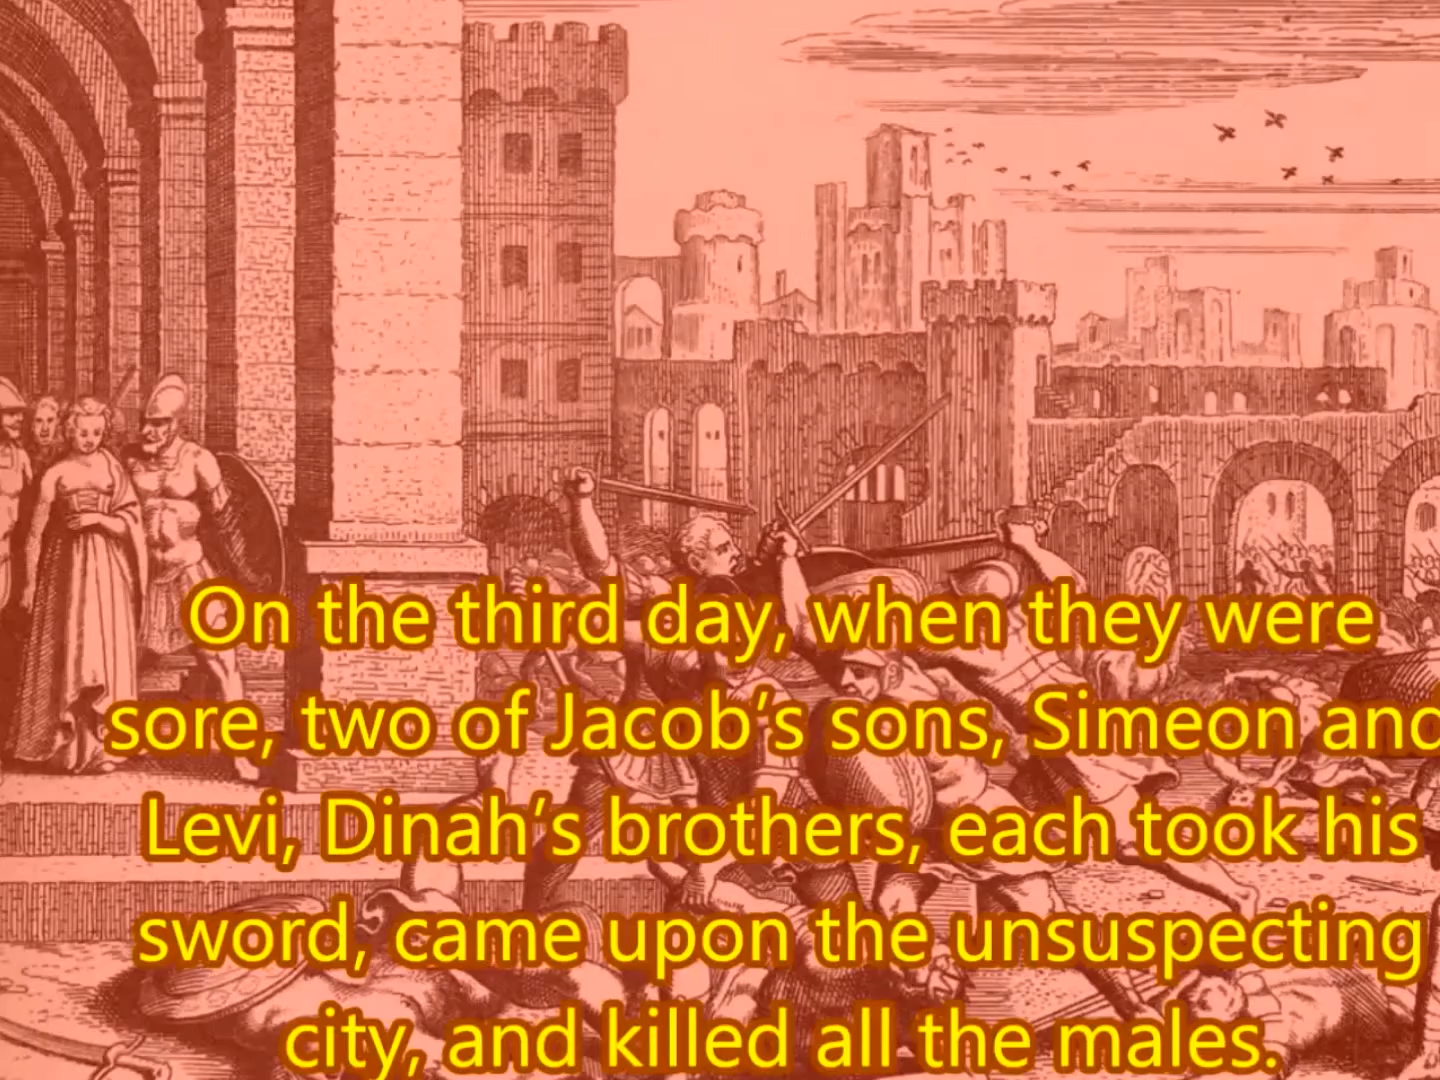 On the third day, when they were
sore, two of Jacob’s sons, Simeon and
Levi, Dinah’s brothers, each took his
sword, came upon the unsuspecting
city, and killed all the males.